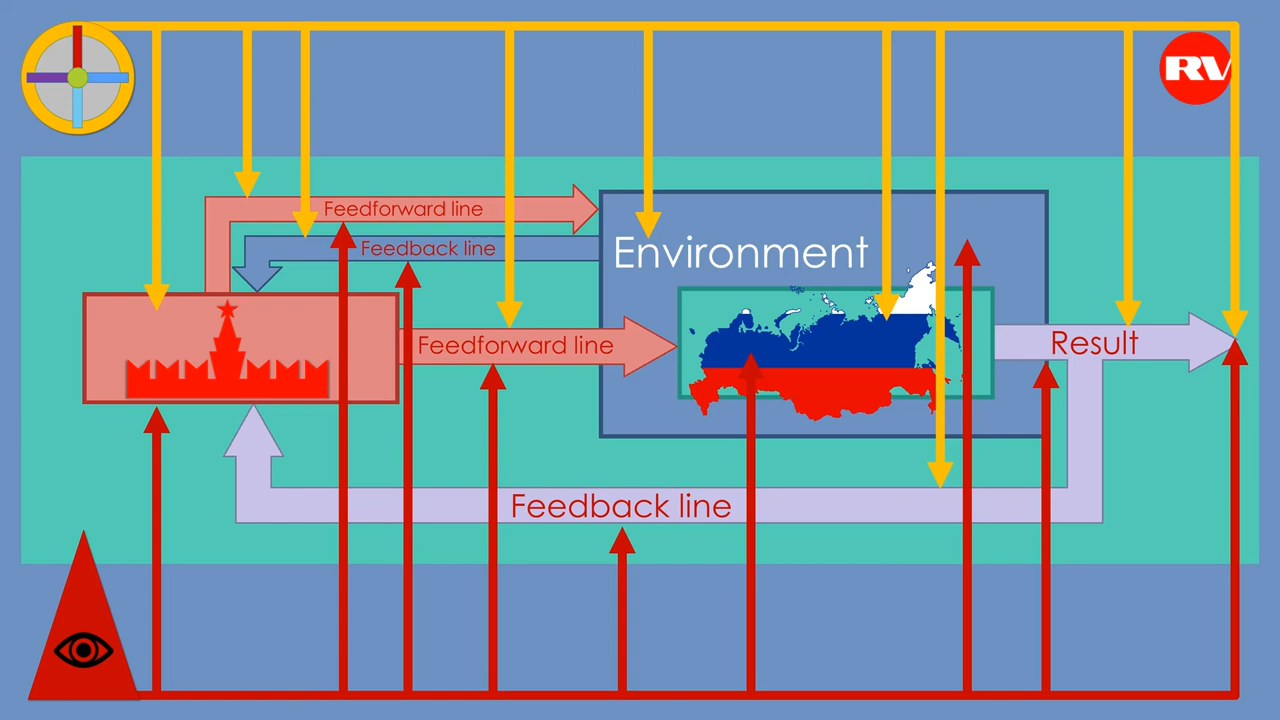 RV
Feedforward line
Feedback line
Environment
Feedforward line
Result
Feedback line